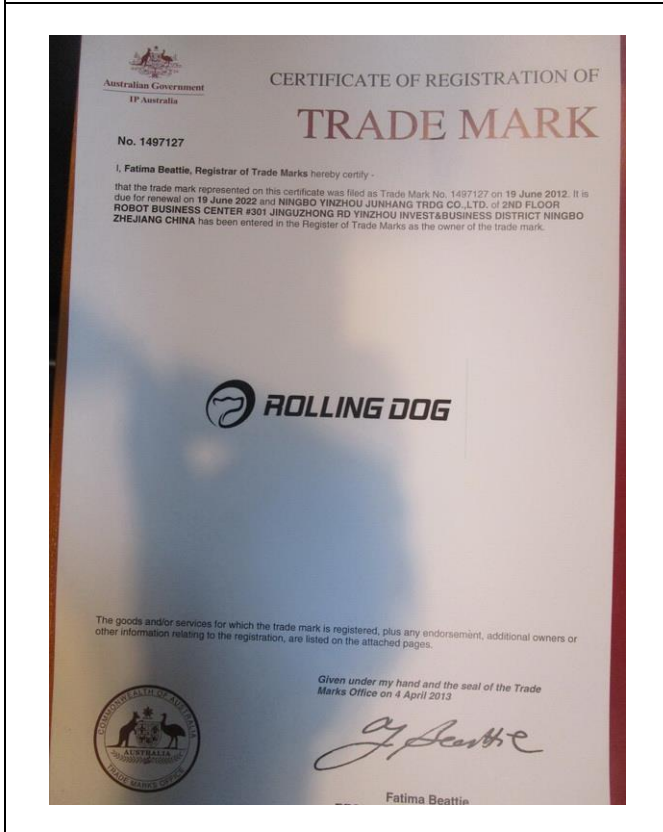 Australian Government
IP Australia
CERTIFICATE OF REGISTRATION OF
TRADE MARK
No. 1497127
I, Fatima Beattie, Registrar of Trade Marks hereby certify -
that the trade mark represented on this certificate was filed as Trade Mark No. 1497127 on 19 June 2012. It is
due for renewal on 19 June 2022 and NINGBO YINZHOU JUNHANG TRDG CO.,LTD. of 2ND FLOOR
ROBOT BUSINESS CENTER #301 JINGUZHONG RD YINZHOU INVEST&BUSINESS DISTRICT NINGBO
ZHEJIANG CHINA has been entered in the Register of Trade Marks as the owner of the trade mark.
ROLLING DOG
The goods and/or services for which the trade mark is registered, plus any endorsement, additional owners or
other information relating to the registration, are listed on the attached pages.
Given under my hand and the seal of the Trade
Marks Office on 4 April 2013
COMMONWEALTH OF AUSTRALIA
AUSTRALIA
TRADE MARKS OFFICE
Fatima Beattie